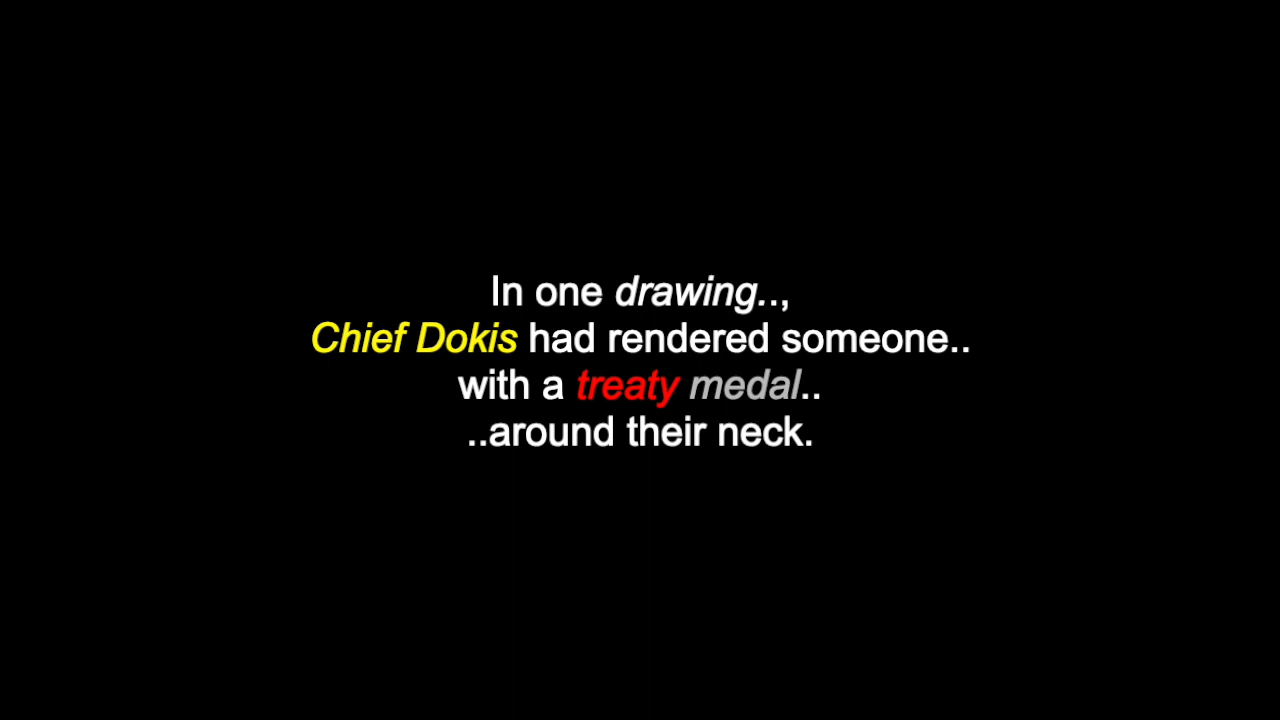 In one drawing..,
Chief Dokis had rendered someone..
with a treaty medal..
..around their neck.